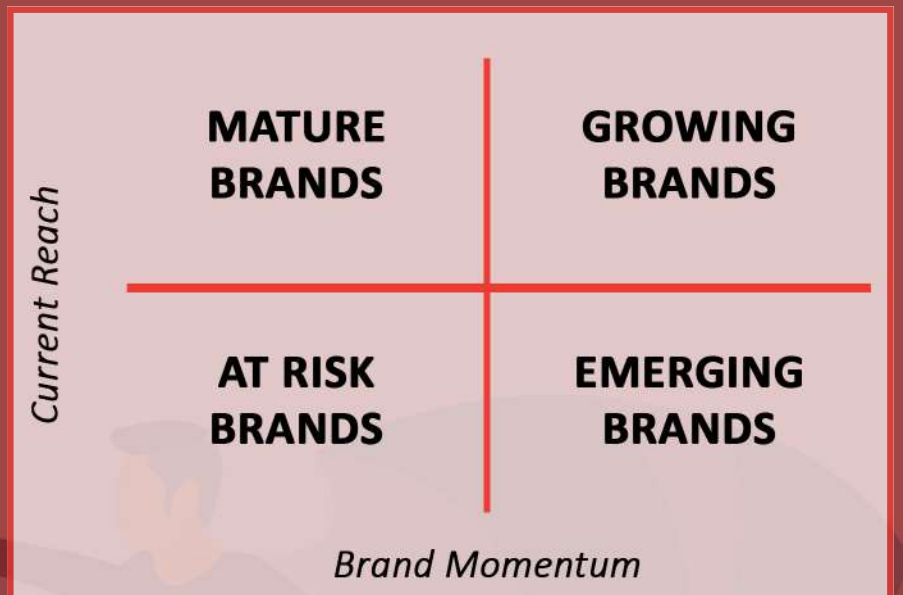 MATURE
BRANDS
GROWING
BRANDS
Current Reach
AT RISK
BRANDS
EMERGING
BRANDS
Brand Momentum